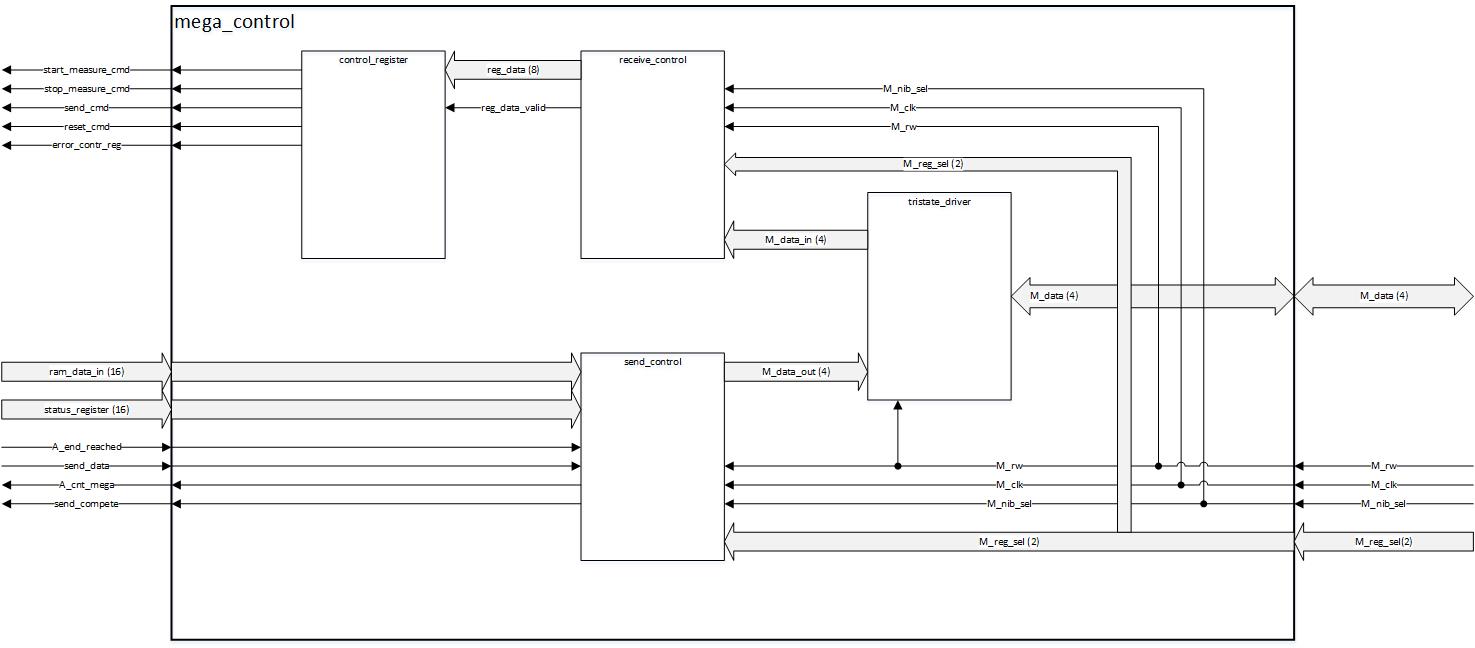 mega_control
control_register
receive_control
start_measure_cmd
reg_data (8)
stop_measure_cmd
M_nib_sel
send_cmd
reg_data_valid
M_clk
reset_cmd
M_rw
error_contr_reg
M_reg_sel (2)
tristate_driver
M_data_in (4)
M_data (4)
M_data (4)
send_control
ram_data_in (16)
M_data_out (4)
status_register (16)
A_end_reached
send_data
M_rw
M_rw
A_cnt_mega
M_clk
M_clk
send_compete
M_nib_sel
M_nib_sel
M_reg_sel (2)
M_reg_sel(2)